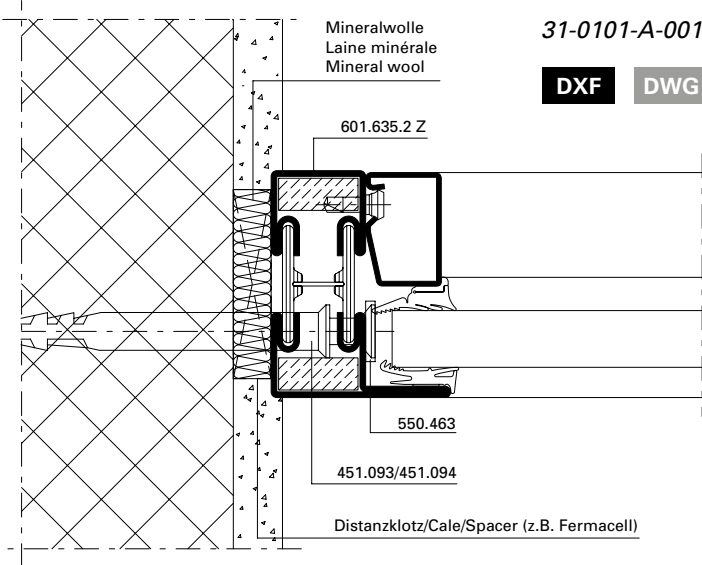 Mineralwolle
Laine minérale
Mineral wool
31-0101-A-001
DXF DWG
601.635.2 Z
550.463
451.093/451.094
Distanzklotz/Cale/Spacer (z.B. Fermacell)